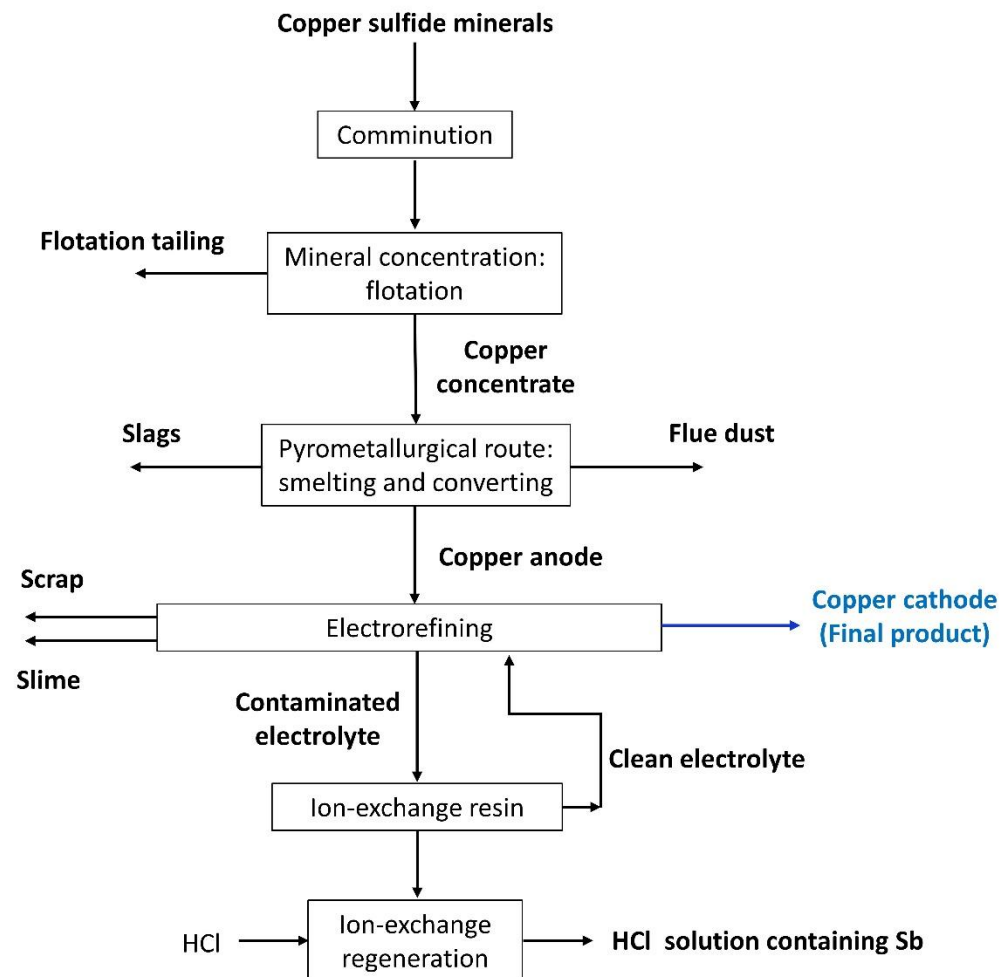 Copper sulfide minerals
Comminution
Flotation tailing
Mineral concentration:
flotation
Copper
concentrate
Slags
Pyrometallurgical route:
smelting and converting
Flue dust
Copper anode
Scrap
Electrorefining
Copper cathode
(Final product)
Slime
Contaminated
electrolyte
Clean electrolyte
Ion-exchange resin
HCl
Ion-exchange
regeneration
HCl solution containing Sb